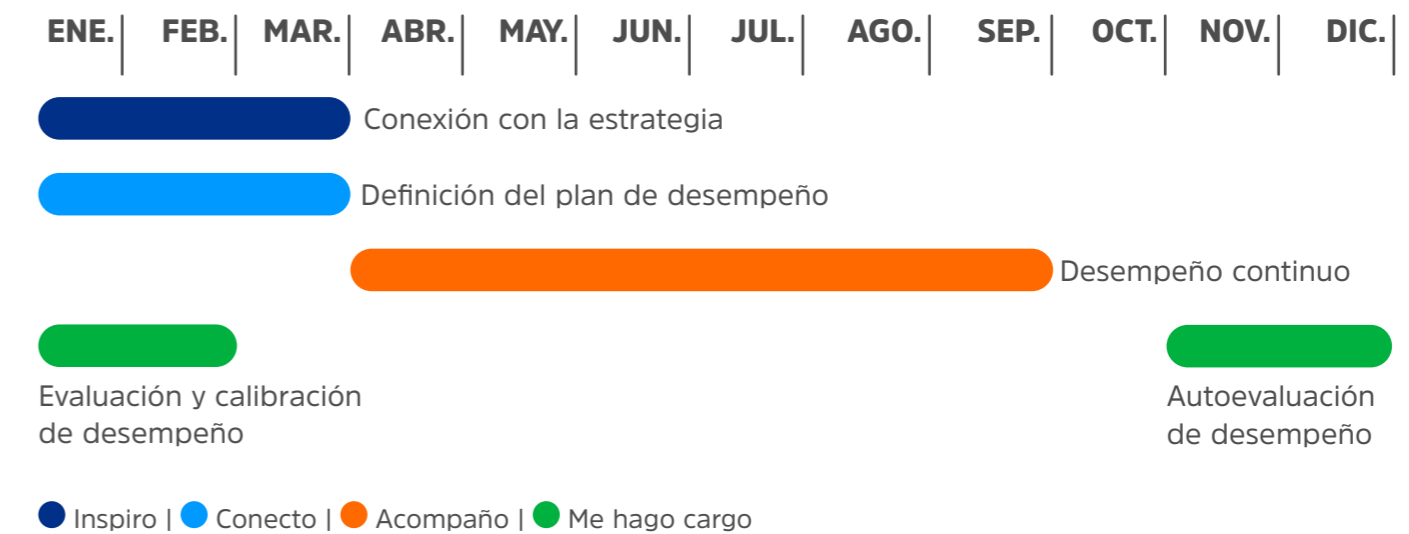 ENE. FEB. MAR. ABR. MAY. JUN. JUL. AGO. SEP. OCT. NOV. DIC.
Conexión con la estrategia
Definición del plan de desempeño
Desempeño continuo
Evaluación y calibración
de desempeño
Autoevaluación
de desempeño
Inspiro | Conecto | Acompaño | Me hago cargo